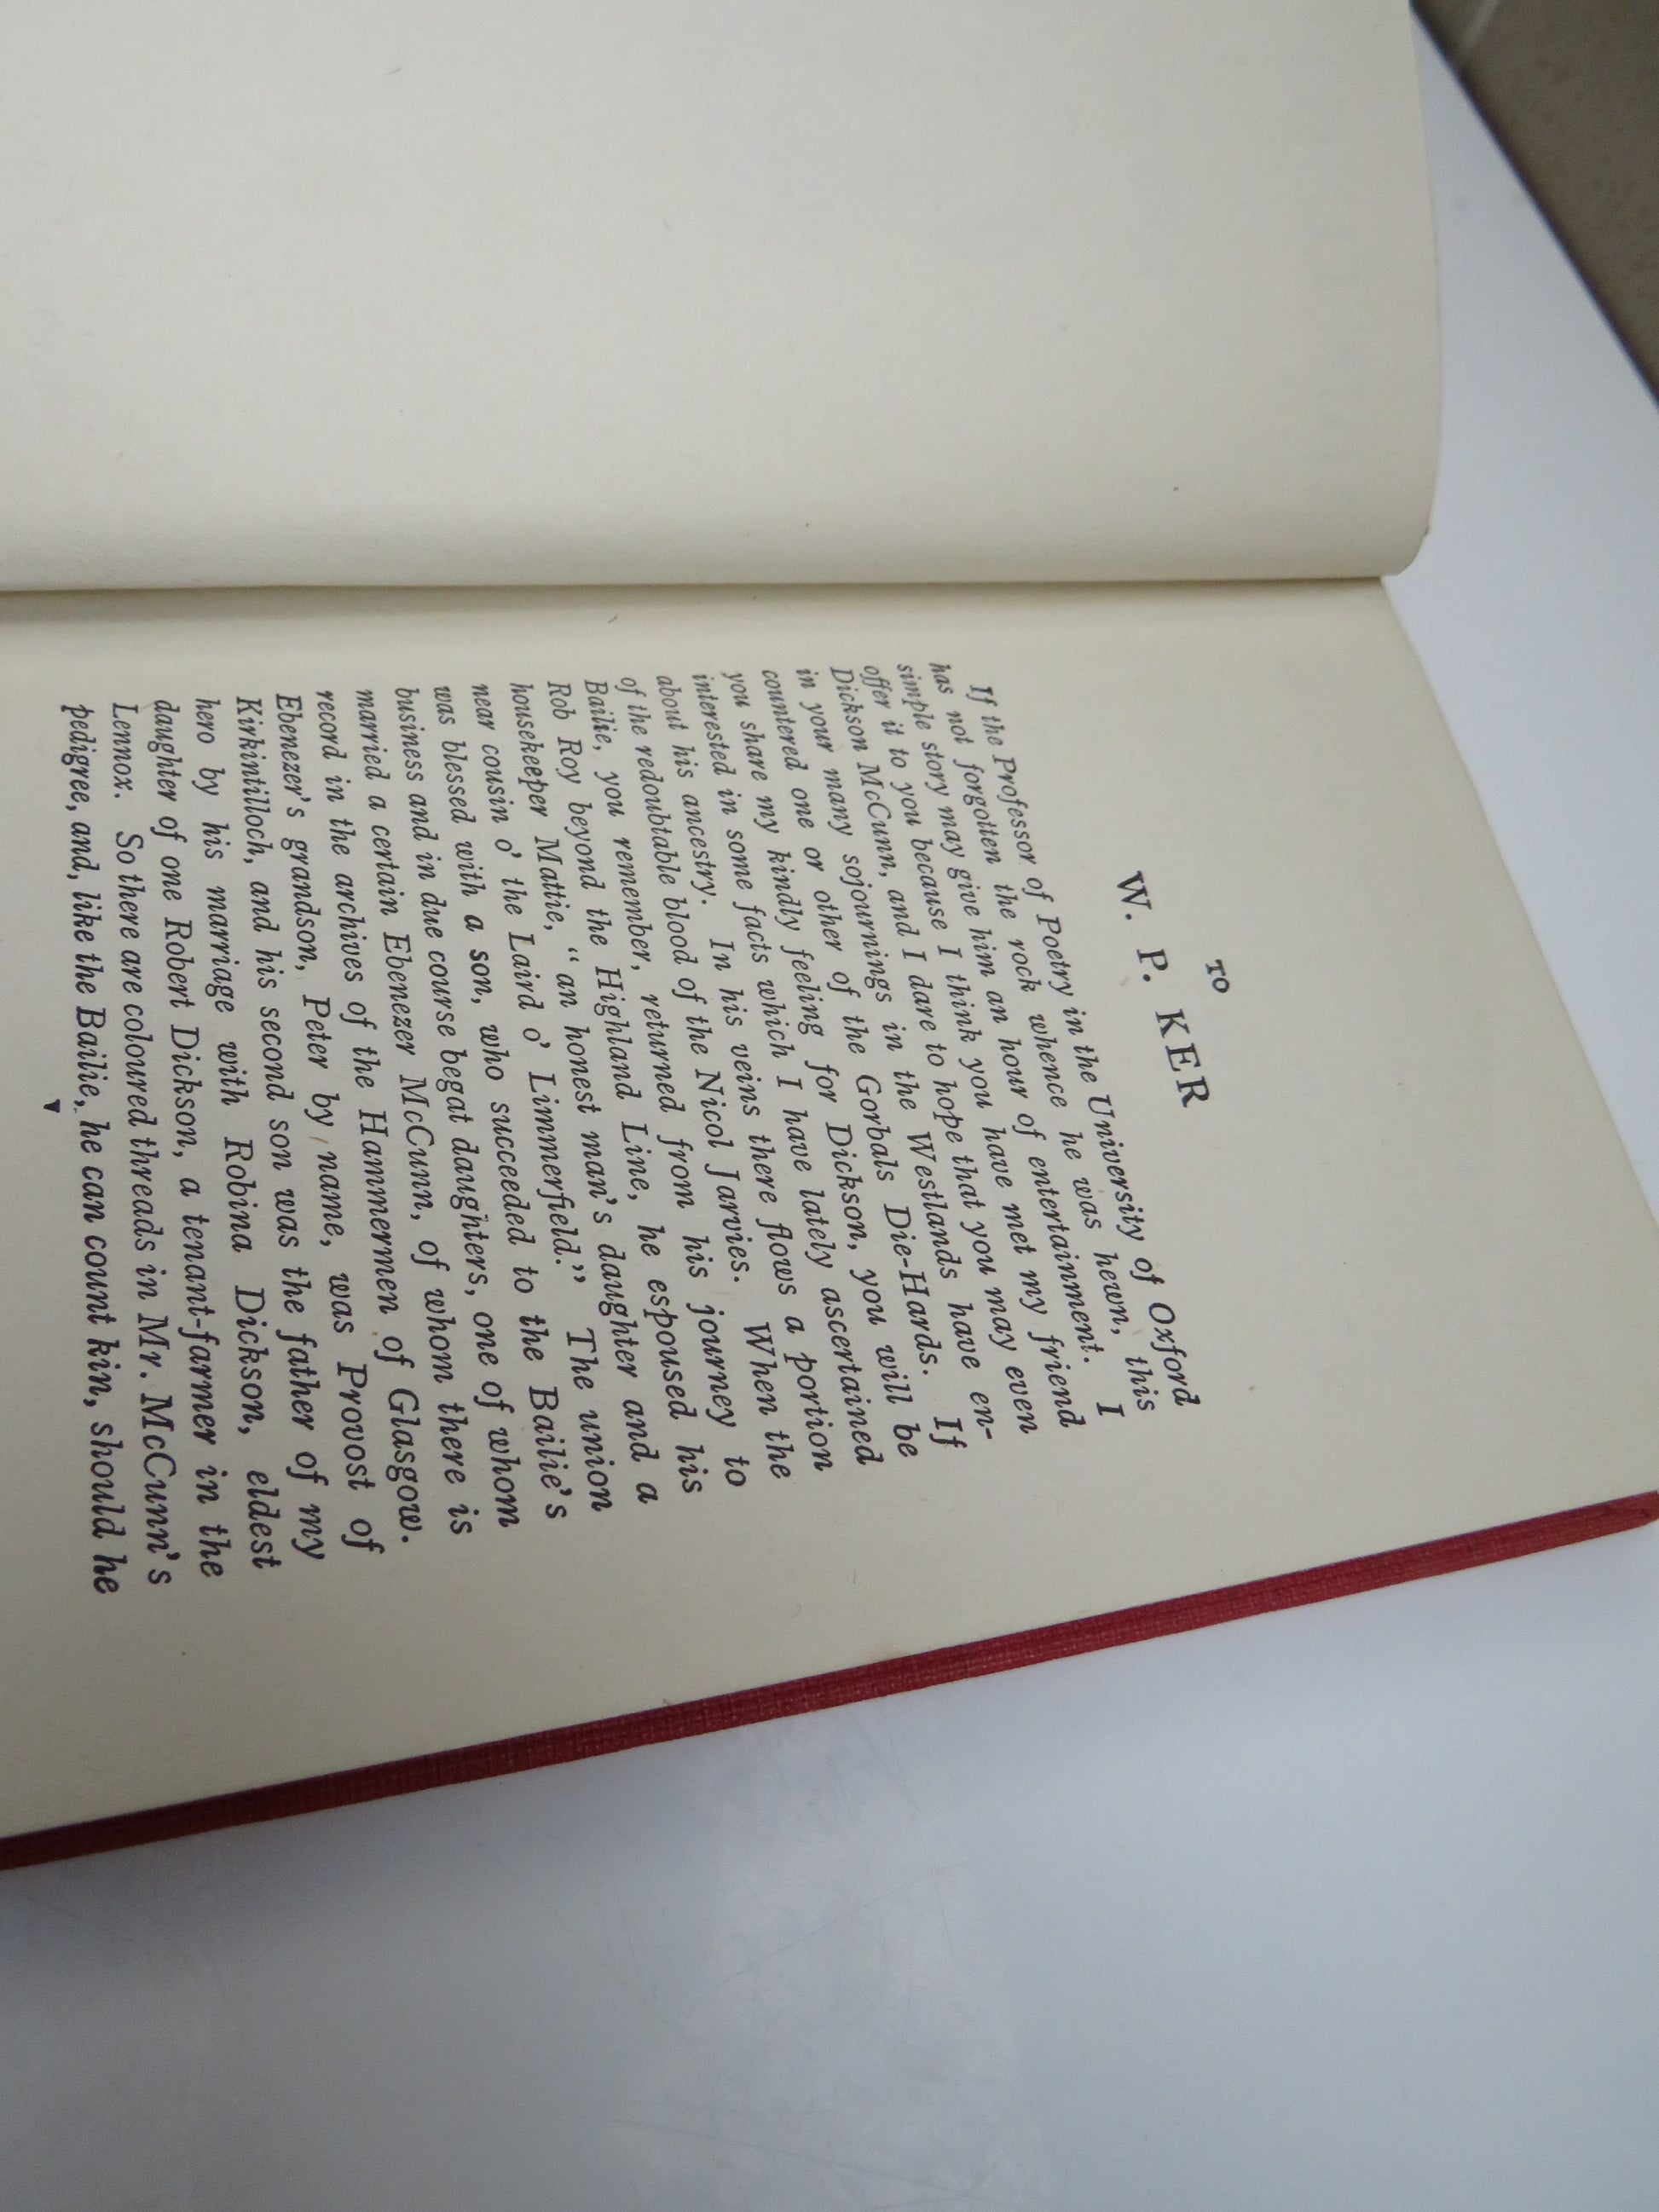 TO
W. P. KER
If the Professor of Poetry in the University of Oxford
has not forgotten the rock whence he was hewn, this
simple story may give him an hour of entertainment. I
offer it to you because I think you have met my friend
Dickson McCunn, and I dare to hope that you may even
in your many sojournings in the Westlands have en-
countered one or other of the Gorbals Die-Hards. If
you share my kindly feeling for Dickson, you will be
interested in some facts which I have lately ascertained
about his ancestry. In his veins there flows a portion
of the redoubtable blood of the Nicol Jarvies. When the
Bailie, you remember, returned from his journey to
Rob Roy beyond the Highland Line, he espoused his
housekeeper Mattie, “an honest man's daughter and a
near cousin o' the Laird o' Limmerfield.” The union
was blessed with a son, who succeeded to the Bailie's
business and in due course begat daughters, one of whom
married a certain Ebenezer McCunn, of whom there is
record in the archives of the Hammermen of Glasgow.
Ebenezer's grandson, Peter by name, was Provost of
Kirkintilloch, and his second son was the father of my
hero by his marriage with Robina Dickson, eldest
daughter of one Robert Dickson, a tenant-farmer in the
Lennox. So there are coloured threads in Mr. McCunn's
pedigree, and, like the Bailie, he can count kin, should he
v